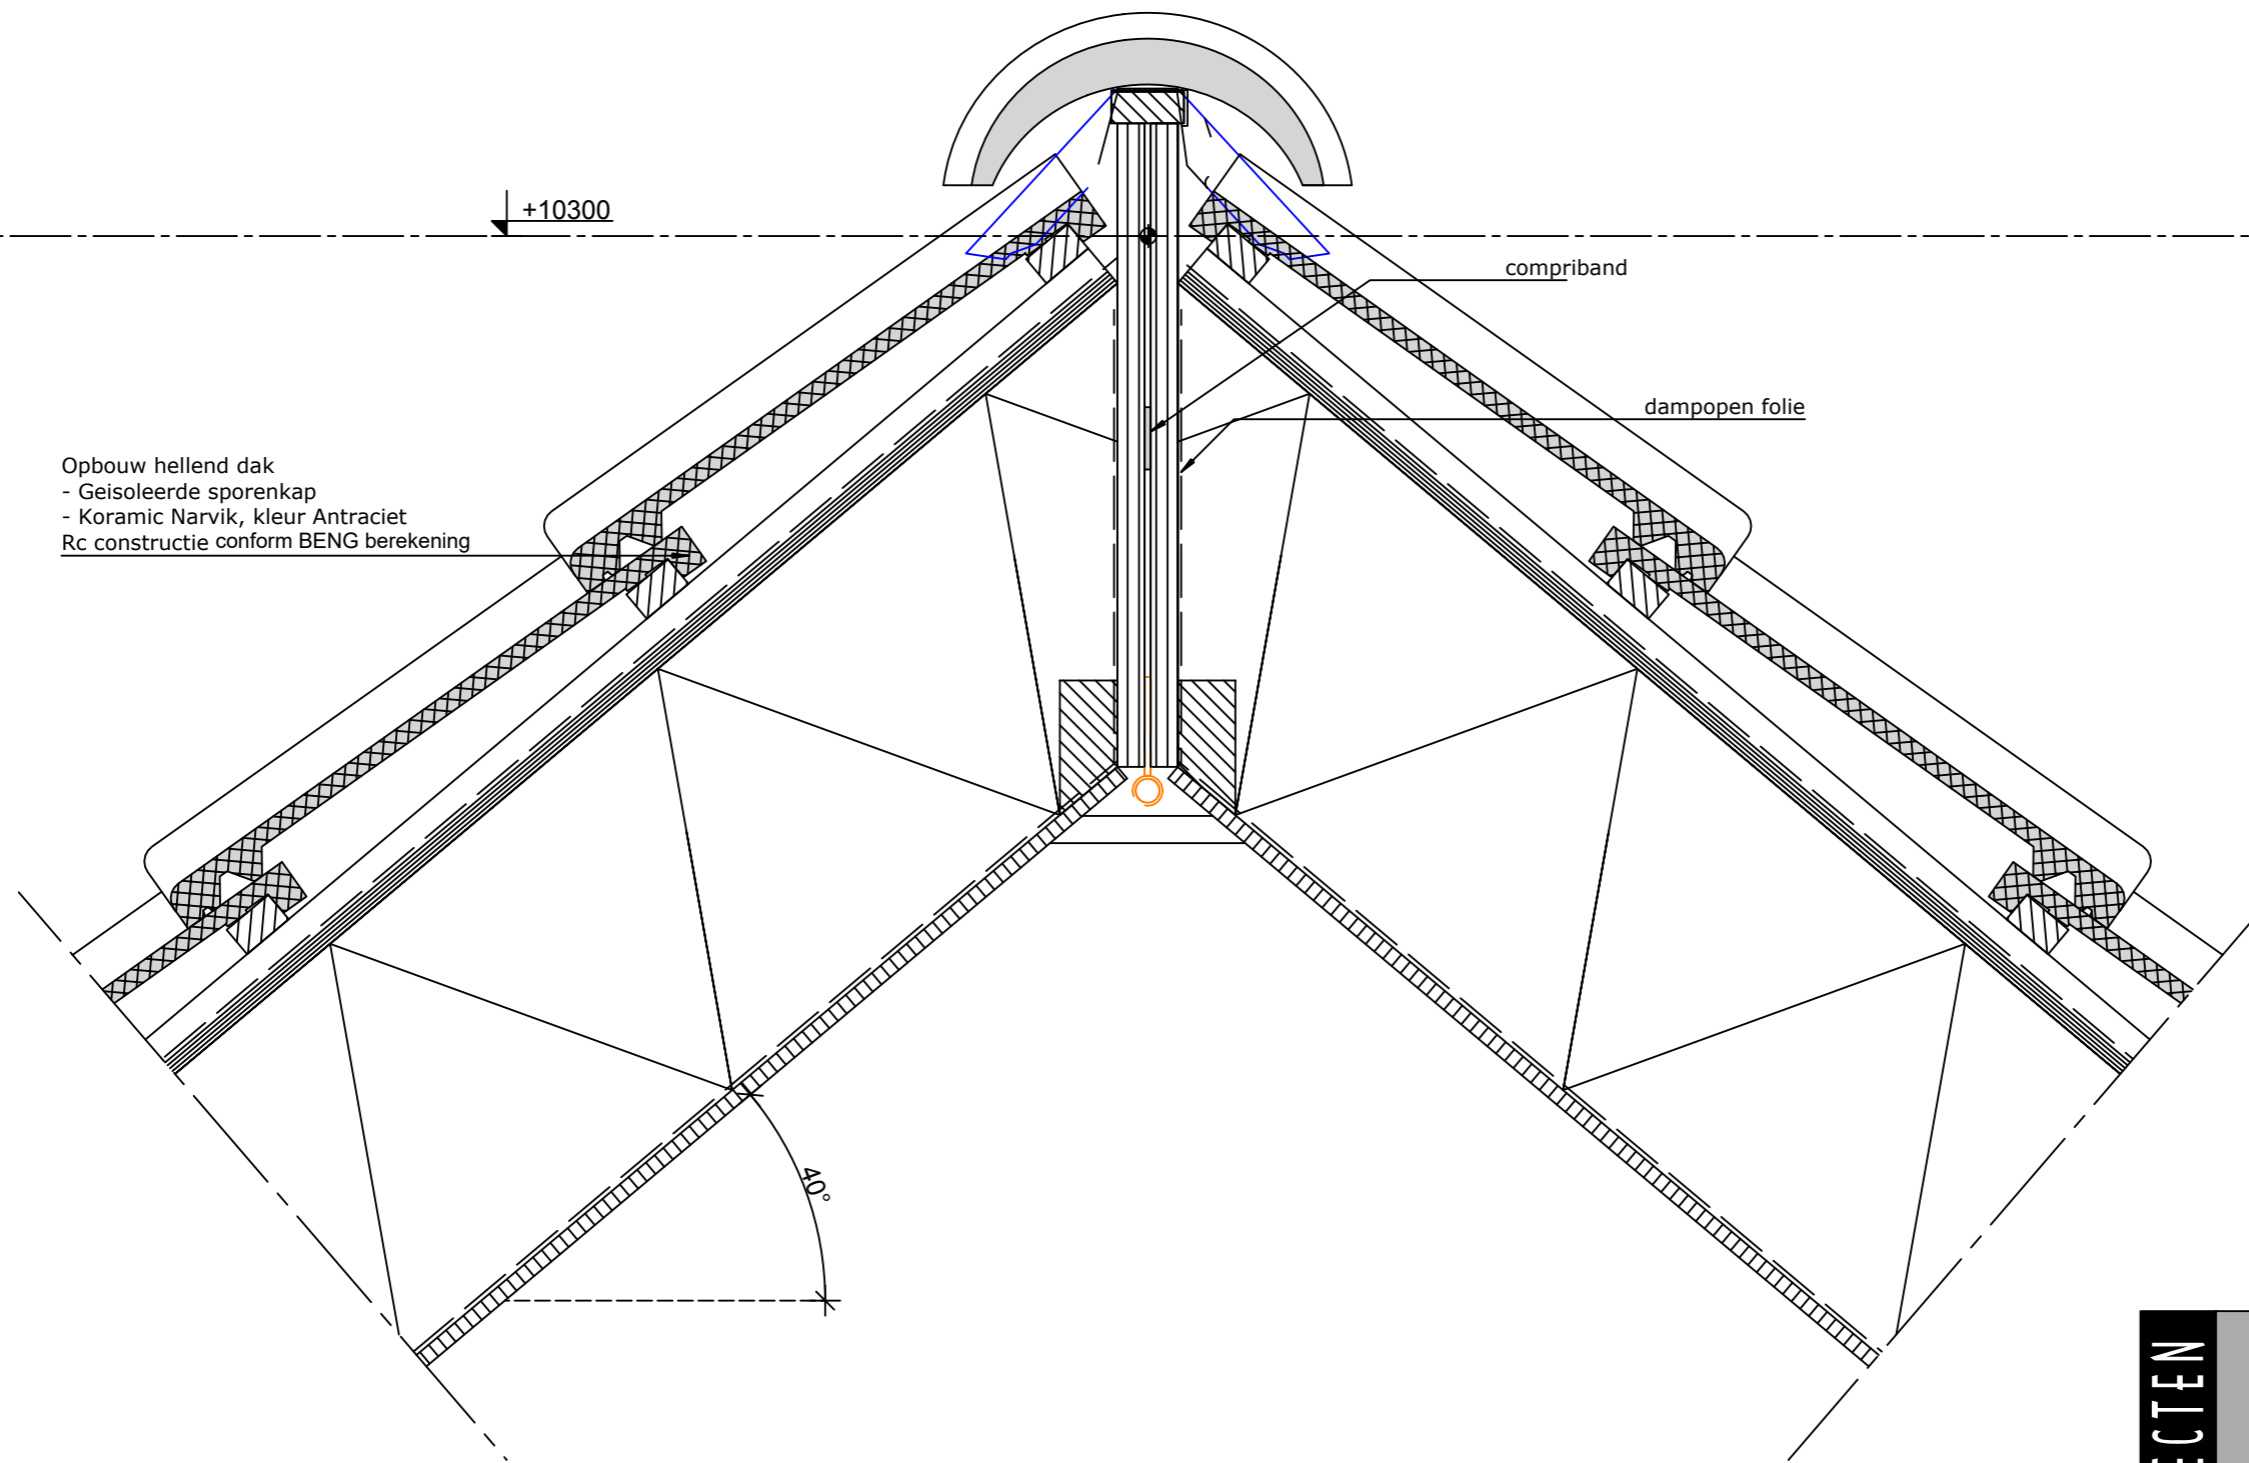 +10300
compriband
dampopen folie
Opbouw hellend dak
- Geisoleerde sporenkap
- Koramic Narvik, kleur Antraciet
Rc constructie conform BENG berekening
40°
ECTEN